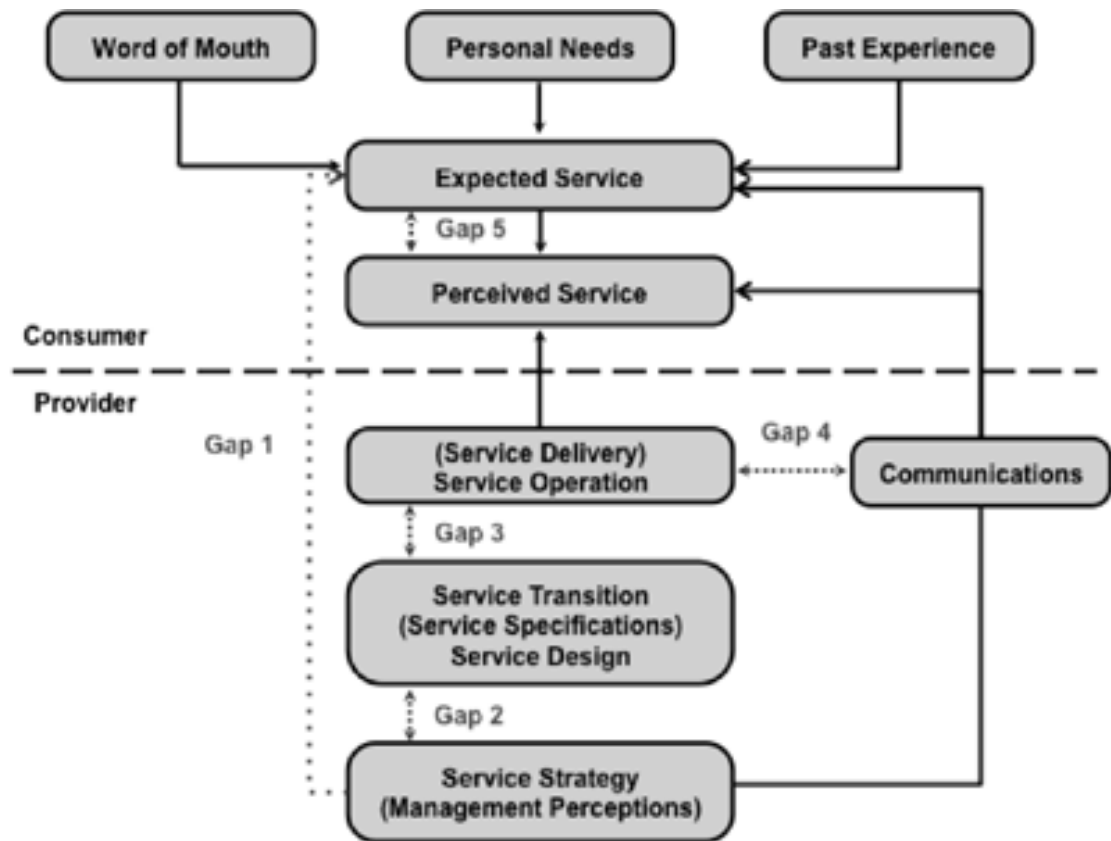 Word of Mouth
Personal Needs
Past Experience
Expected Service
Gap 5
Perceived Service
Consumer
Provider
Gap 1
(Service Delivery)
Service Operation
Gap 4
Communications
Gap 3
Service Transition
(Service Specifications)
Service Design
Gap 2
Service Strategy
(Management Perceptions)